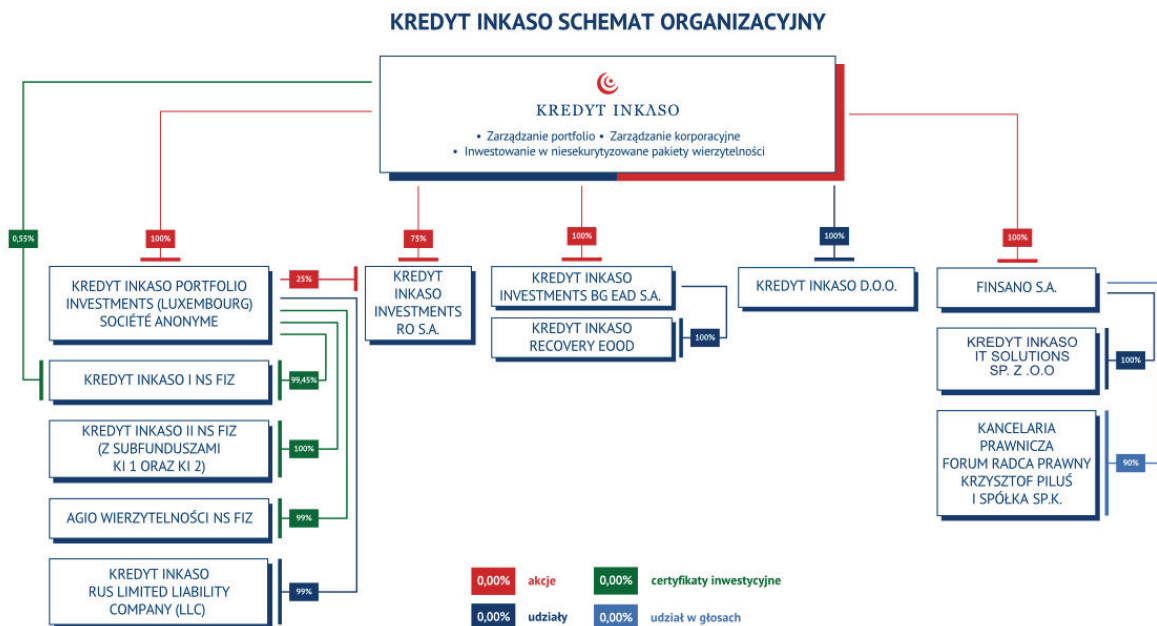 KREDYT INKASO SCHEMAT ORGANIZACYJNY
KREDYT INKASO
• Zarządzanie portfolio • Zarządzanie korporacyjne
• Inwestowanie w niesekurytyzowane pakiety wierzytelności
0,55%
100%
75%
100%
100%
100%
KREDYT INKASO PORTFOLIO
INVESTMENTS (LUXEMBOURG)
SOCIÉTÉ ANONYME
25%
KREDYT
INKASO
INVESTMENTS
RO S.A.
KREDYT INKASO
INVESTMENTS BG EAD S.A.
KREDYT INKASO
RECOVERY EOOD
100%
KREDYT INKASO D.O.O.
FINSANO S.A.
KREDYT INKASO
IT SOLUTIONS
SP. Z .O.O
100%
KREDYT INKASO I NS FIZ
99,45%
KREDYT INKASO II NS FIZ
(Z SUBFUNDUSZAMI
KI 1 ORAZ KI 2)
100%
KANCELARIA
PRAWNICZA
FORUM RADCA PRAWNY
KRZYSZTOF PILUŚ
I SPÓŁKA SP.K.
90%
AGIO WIERZYTELNOŚCI NS FIZ
99%
KREDYT INKASO
RUS LIMITED LIABILITY
COMPANY (LLC)
99%
0,00% akcje
0,00% certyfikaty inwestycyjne
0,00% udziały
0,00% udział w głosach